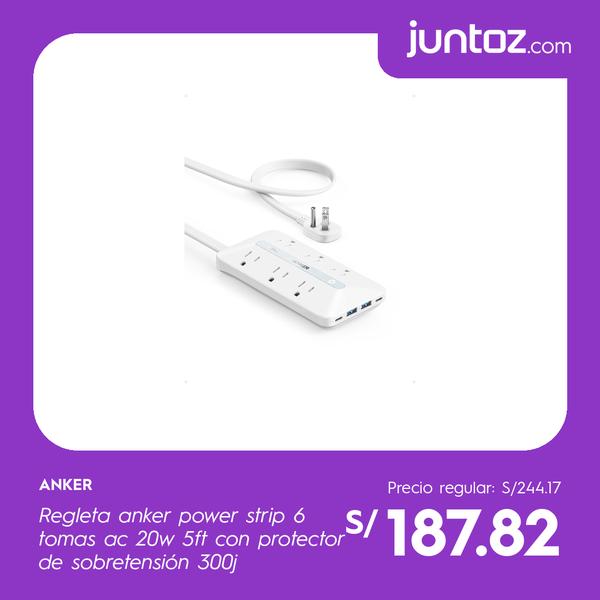 juntoz.com
ANKER
Regleta anker power strip 6
tomas ac 20w 5ft con protector
de sobretensión 300j
Precio regular: S/244.17
S/187.82